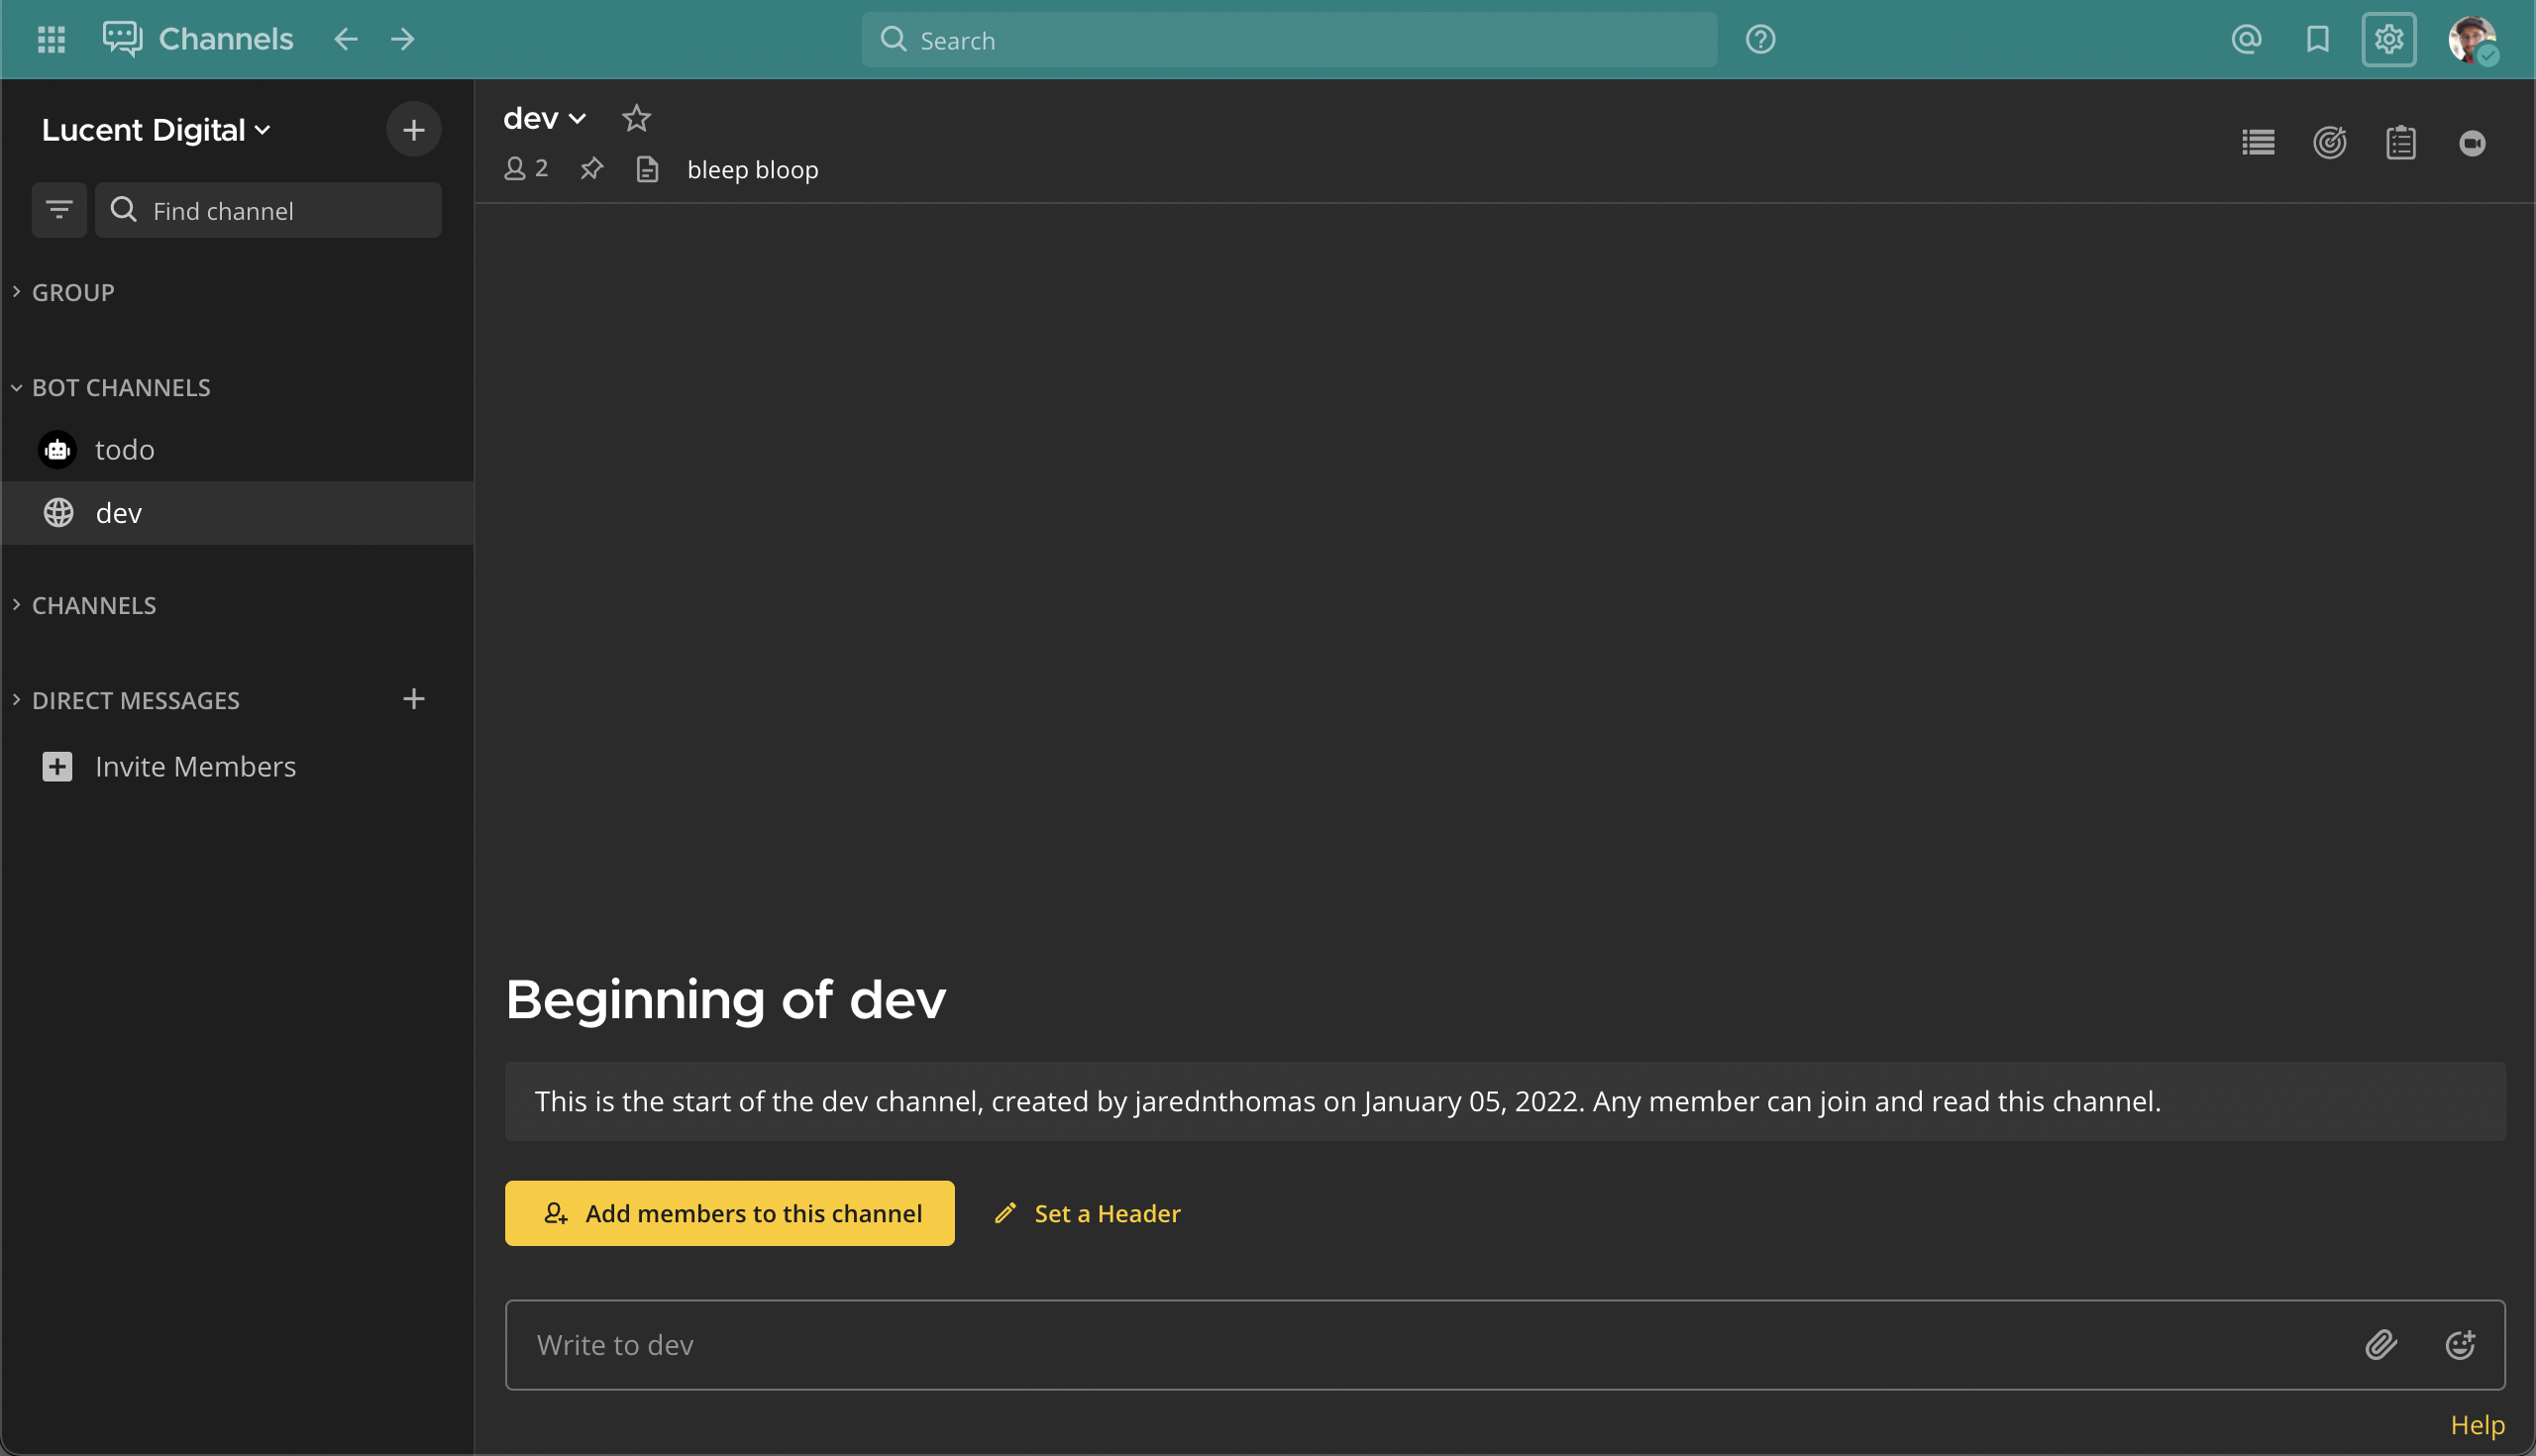 Channels
Search
Lucent Digital
Find channel
GROUP
BOT CHANNELS
todo
dev
CHANNELS
DIRECT MESSAGES
Invite Members
dev
2
bleep bloop
Beginning of dev
This is the start of the dev channel, created by jarednthomas on January 05, 2022. Any member can join and read this channel.
Add members to this channel
Set a Header
Write to dev
Help